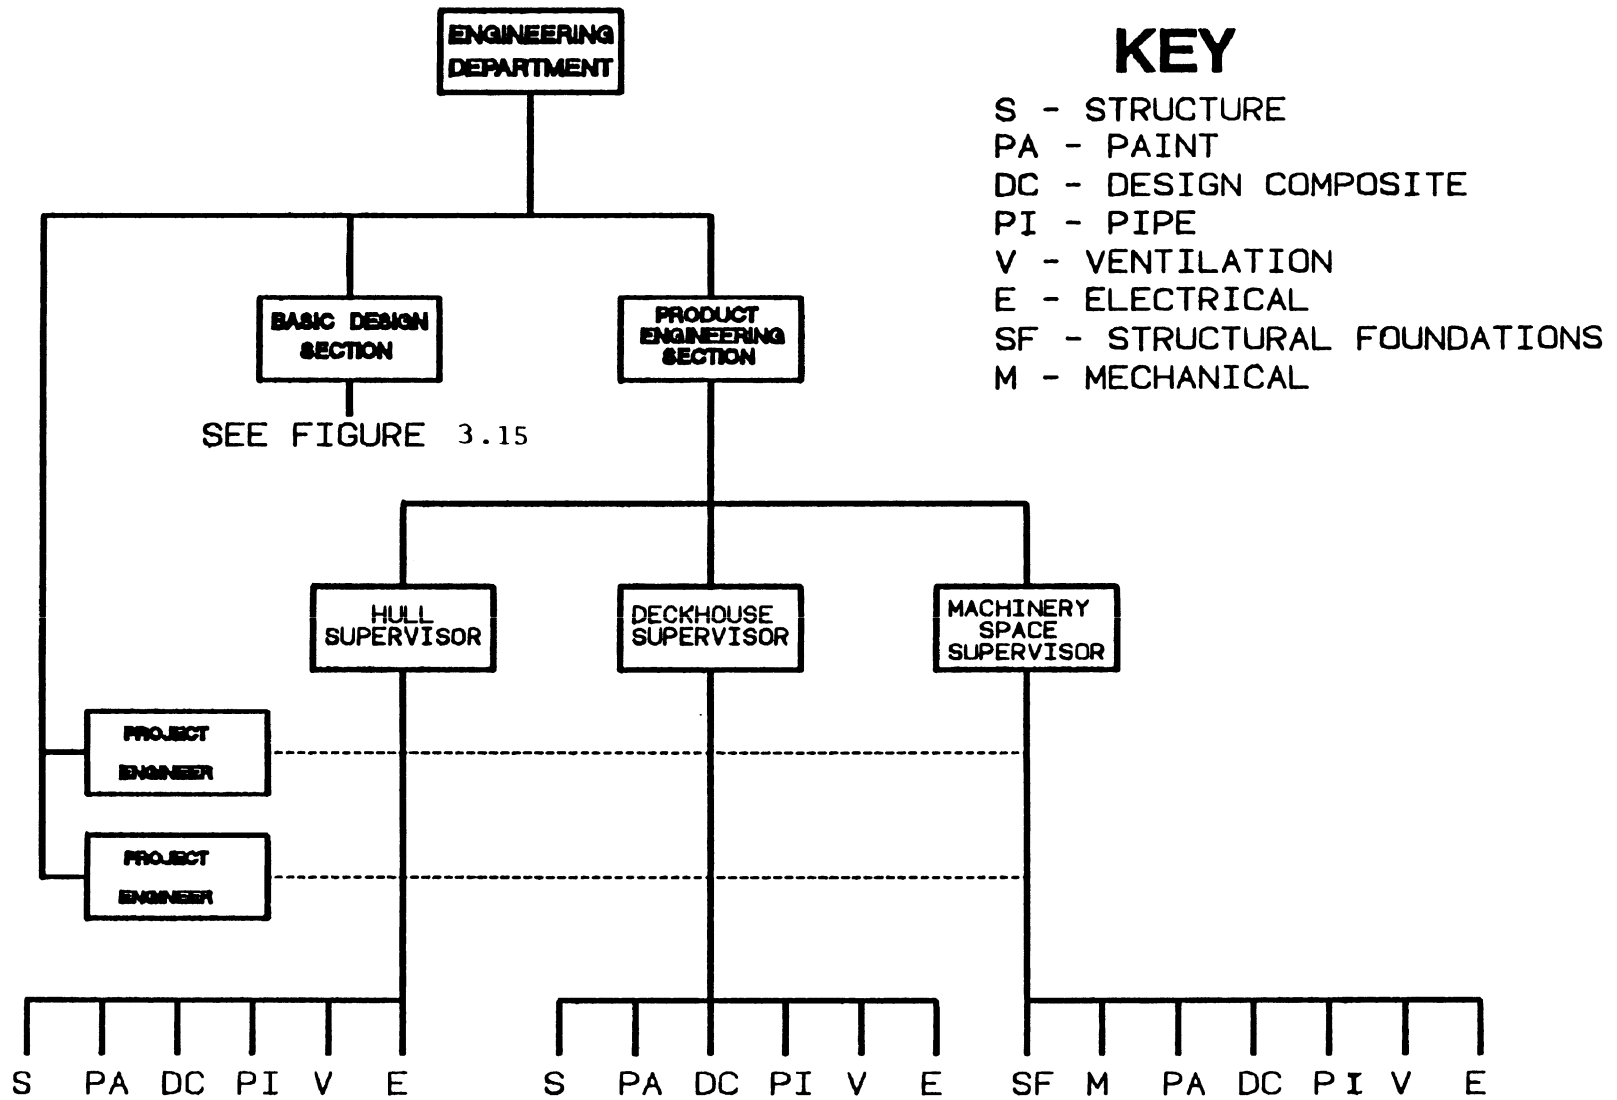 ENGINEERING
DEPARTMENT
KEY
S - STRUCTURE
PA - PAINT
DC - DESIGN COMPOSITE
PI - PIPE
V - VENTILATION
E - ELECTRICAL
SF - STRUCTURAL FOUNDATIONS
M - MECHANICAL
BASIC DESIGN
SECTION
SEE FIGURE 3.15
PRODUCT
ENGINEERING
SECTION
HULL
SUPERVISOR
DECKHOUSE
SUPERVISOR
MACHINERY
SPACE
SUPERVISOR
PROJECT
ENGINEER
PROJECT
ENGINEER
S PA DC PI V E
S PA DC PI V E
SF M PA DC PI V E